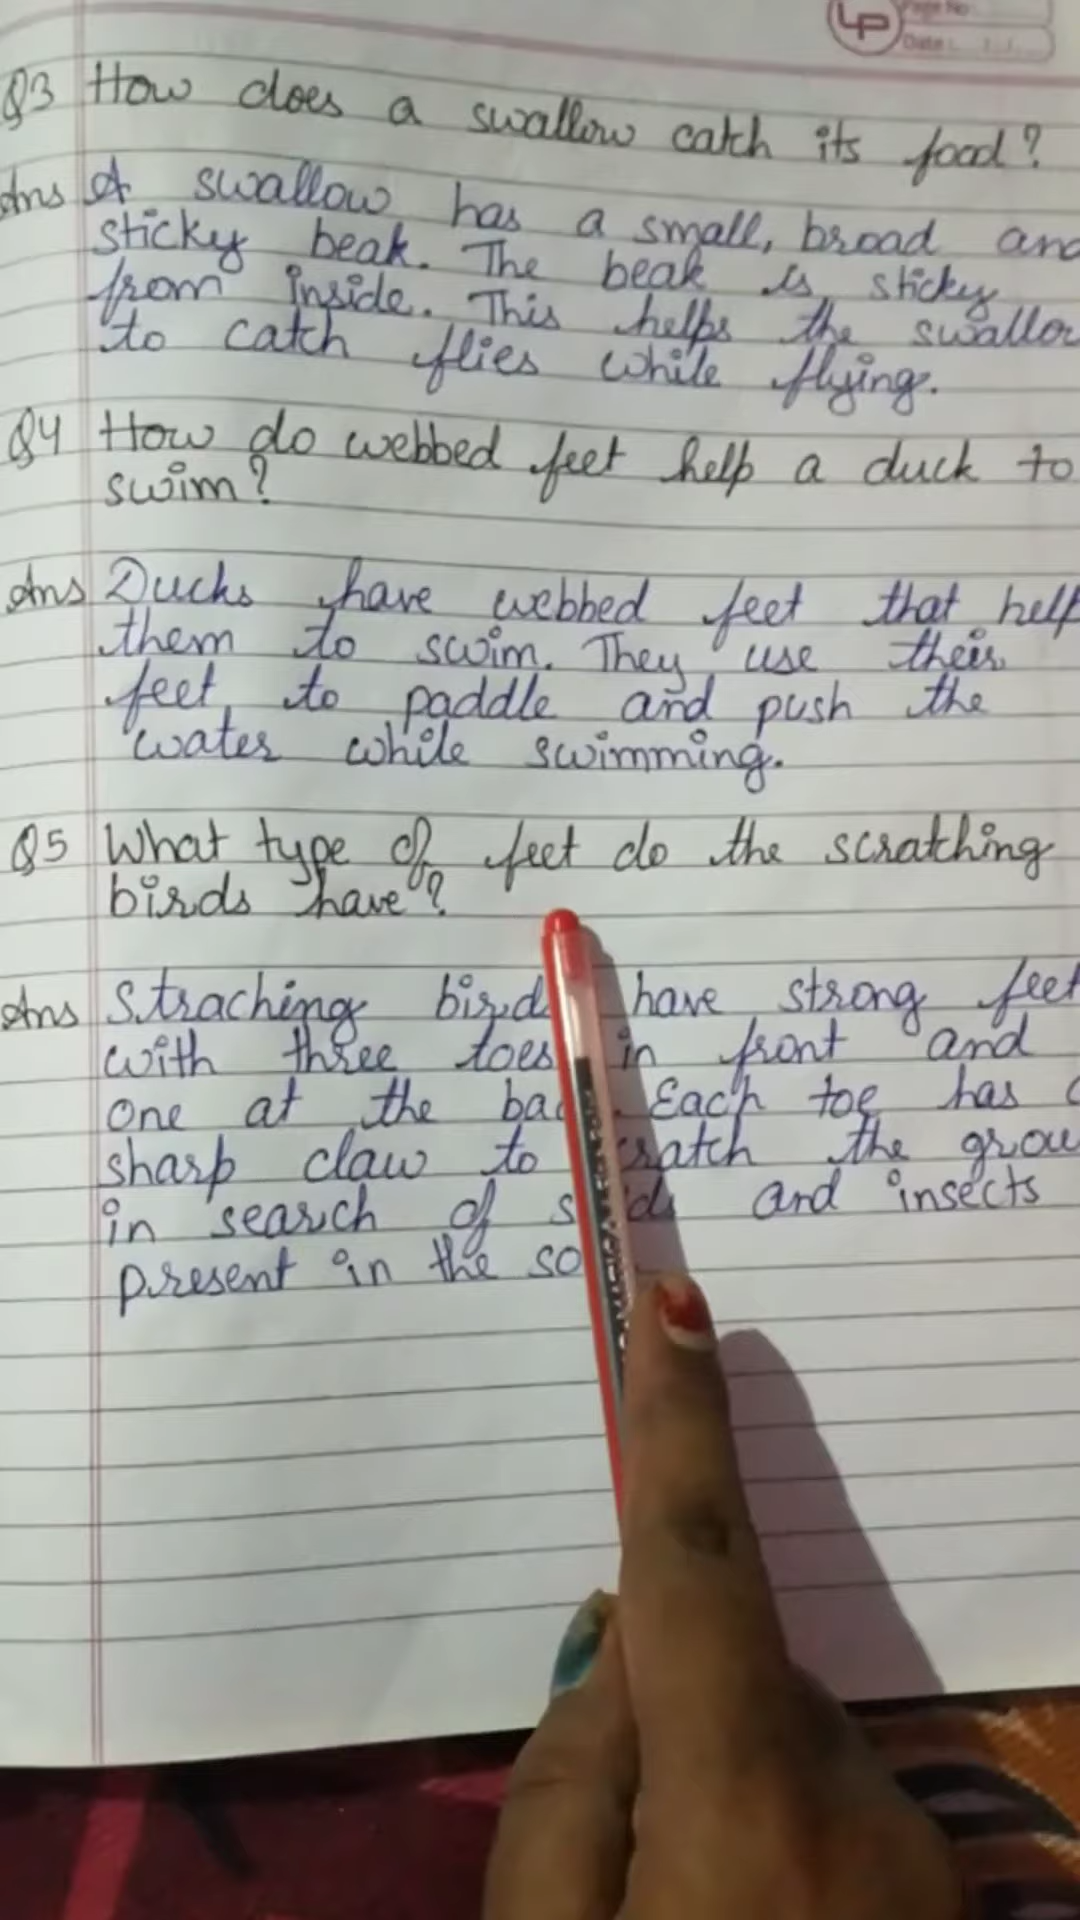 LP
Page No
Date :
Q3 How does a swallow catch its food?
Ans A swallow has a small, broad and
sticky beak. The beak is sticky
from inside. This helps the swallow
to catch flies while flying.
Q4 How do webbed feet help a duck to
swim?
Ans Ducks have webbed feet that help
them to swim. They use their
feet to paddle and push the
water while swimming.
Q5 What type of feet do the scratching
birds have?
Ans Straching bird have strong feet
with three toes in front and
one at the . Each toe has
sharp claw to the
in search of and insects
present in the